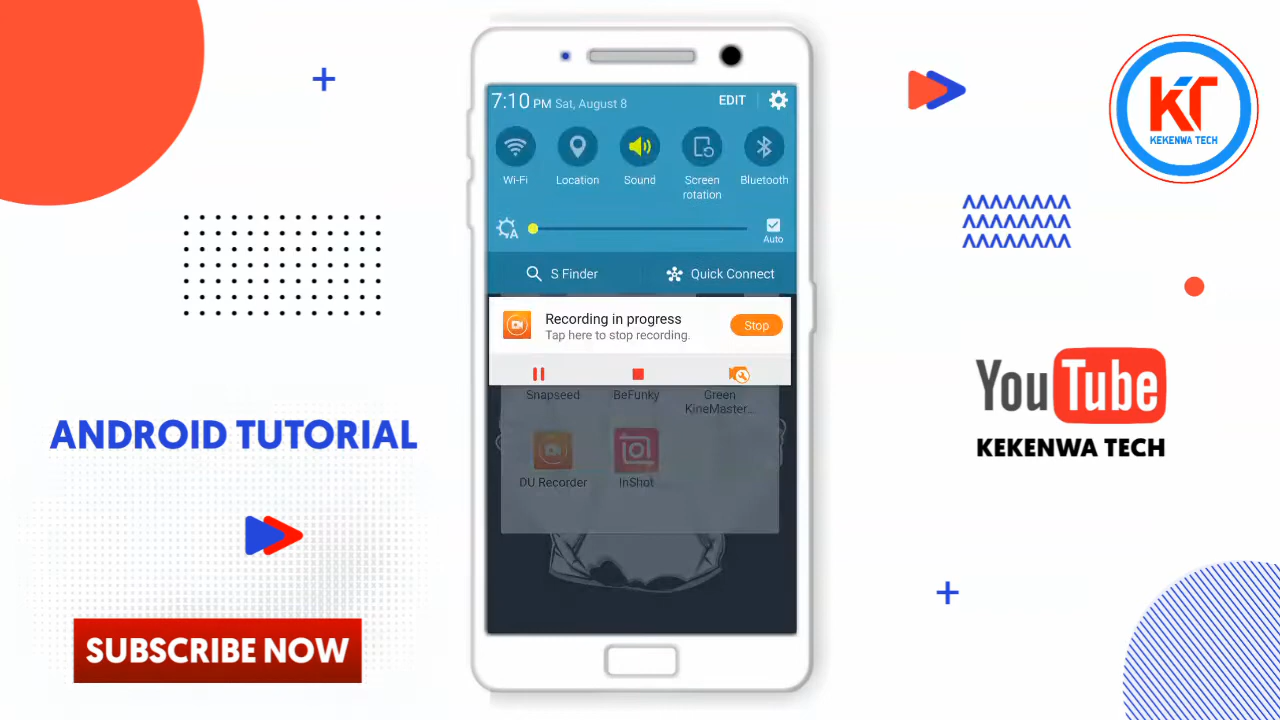 7:10 PM Sat, August 8
EDIT
Wi-Fi
Location
Sound
Screen
rotation
Bluetooth
A
Auto
S Finder
Quick Connect
Recording in progress
Tap here to stop recording.
Stop
Snapseed
BeFunky
Green
KineMaster...
DU Recorder
InShot
ANDROID TUTORIAL
SUBSCRIBE NOW
KT
KEKENWA TECH
YouTube
KEKENWA TECH